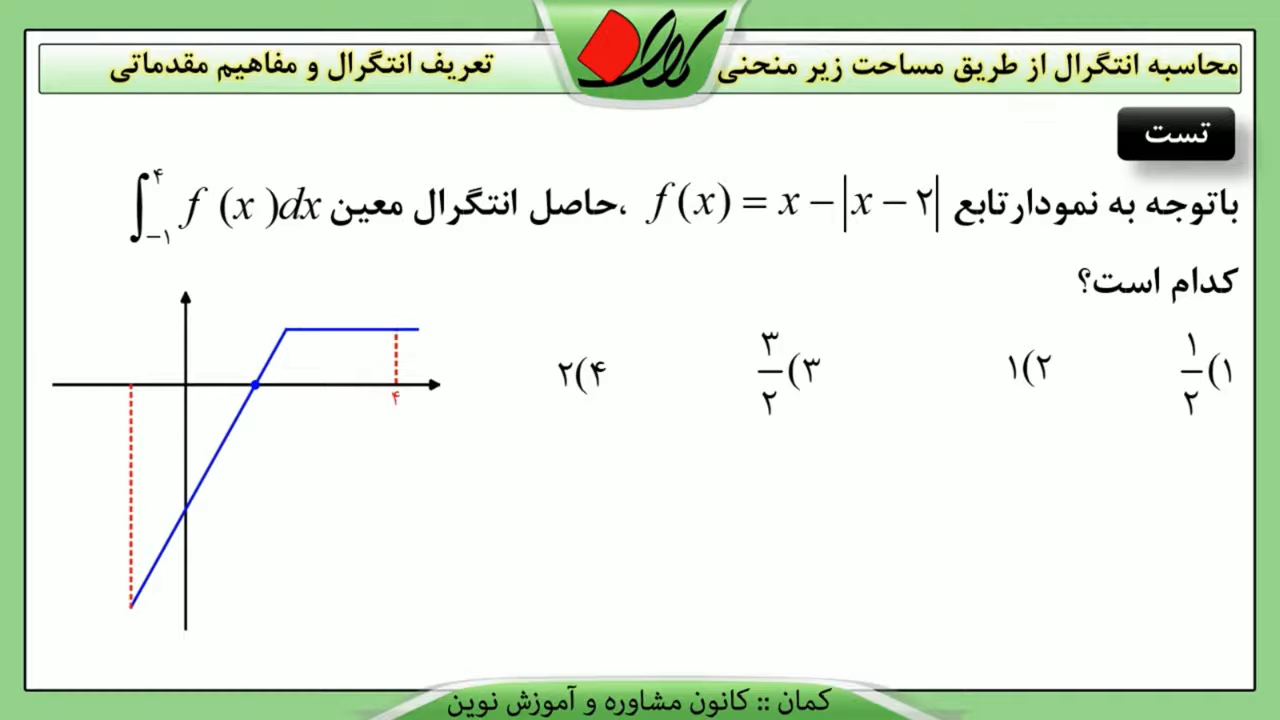 محاسبه انتگرال از طریق مساحت زیر منحنی
تعریف انتگرال و مفاهیم مقدماتی
تست
باتوجه به نمودارتابع f(x) = x − |x − ۲| ،حاصل انتگرال معین ∫_{−۱}^{۴} f (x )dx
کدام است؟
۱) ۱/۲ ۲) ۱ ۳) ۳/۲ ۴) ۲
۴
کمان :: کانون مشاوره و آموزش نوین